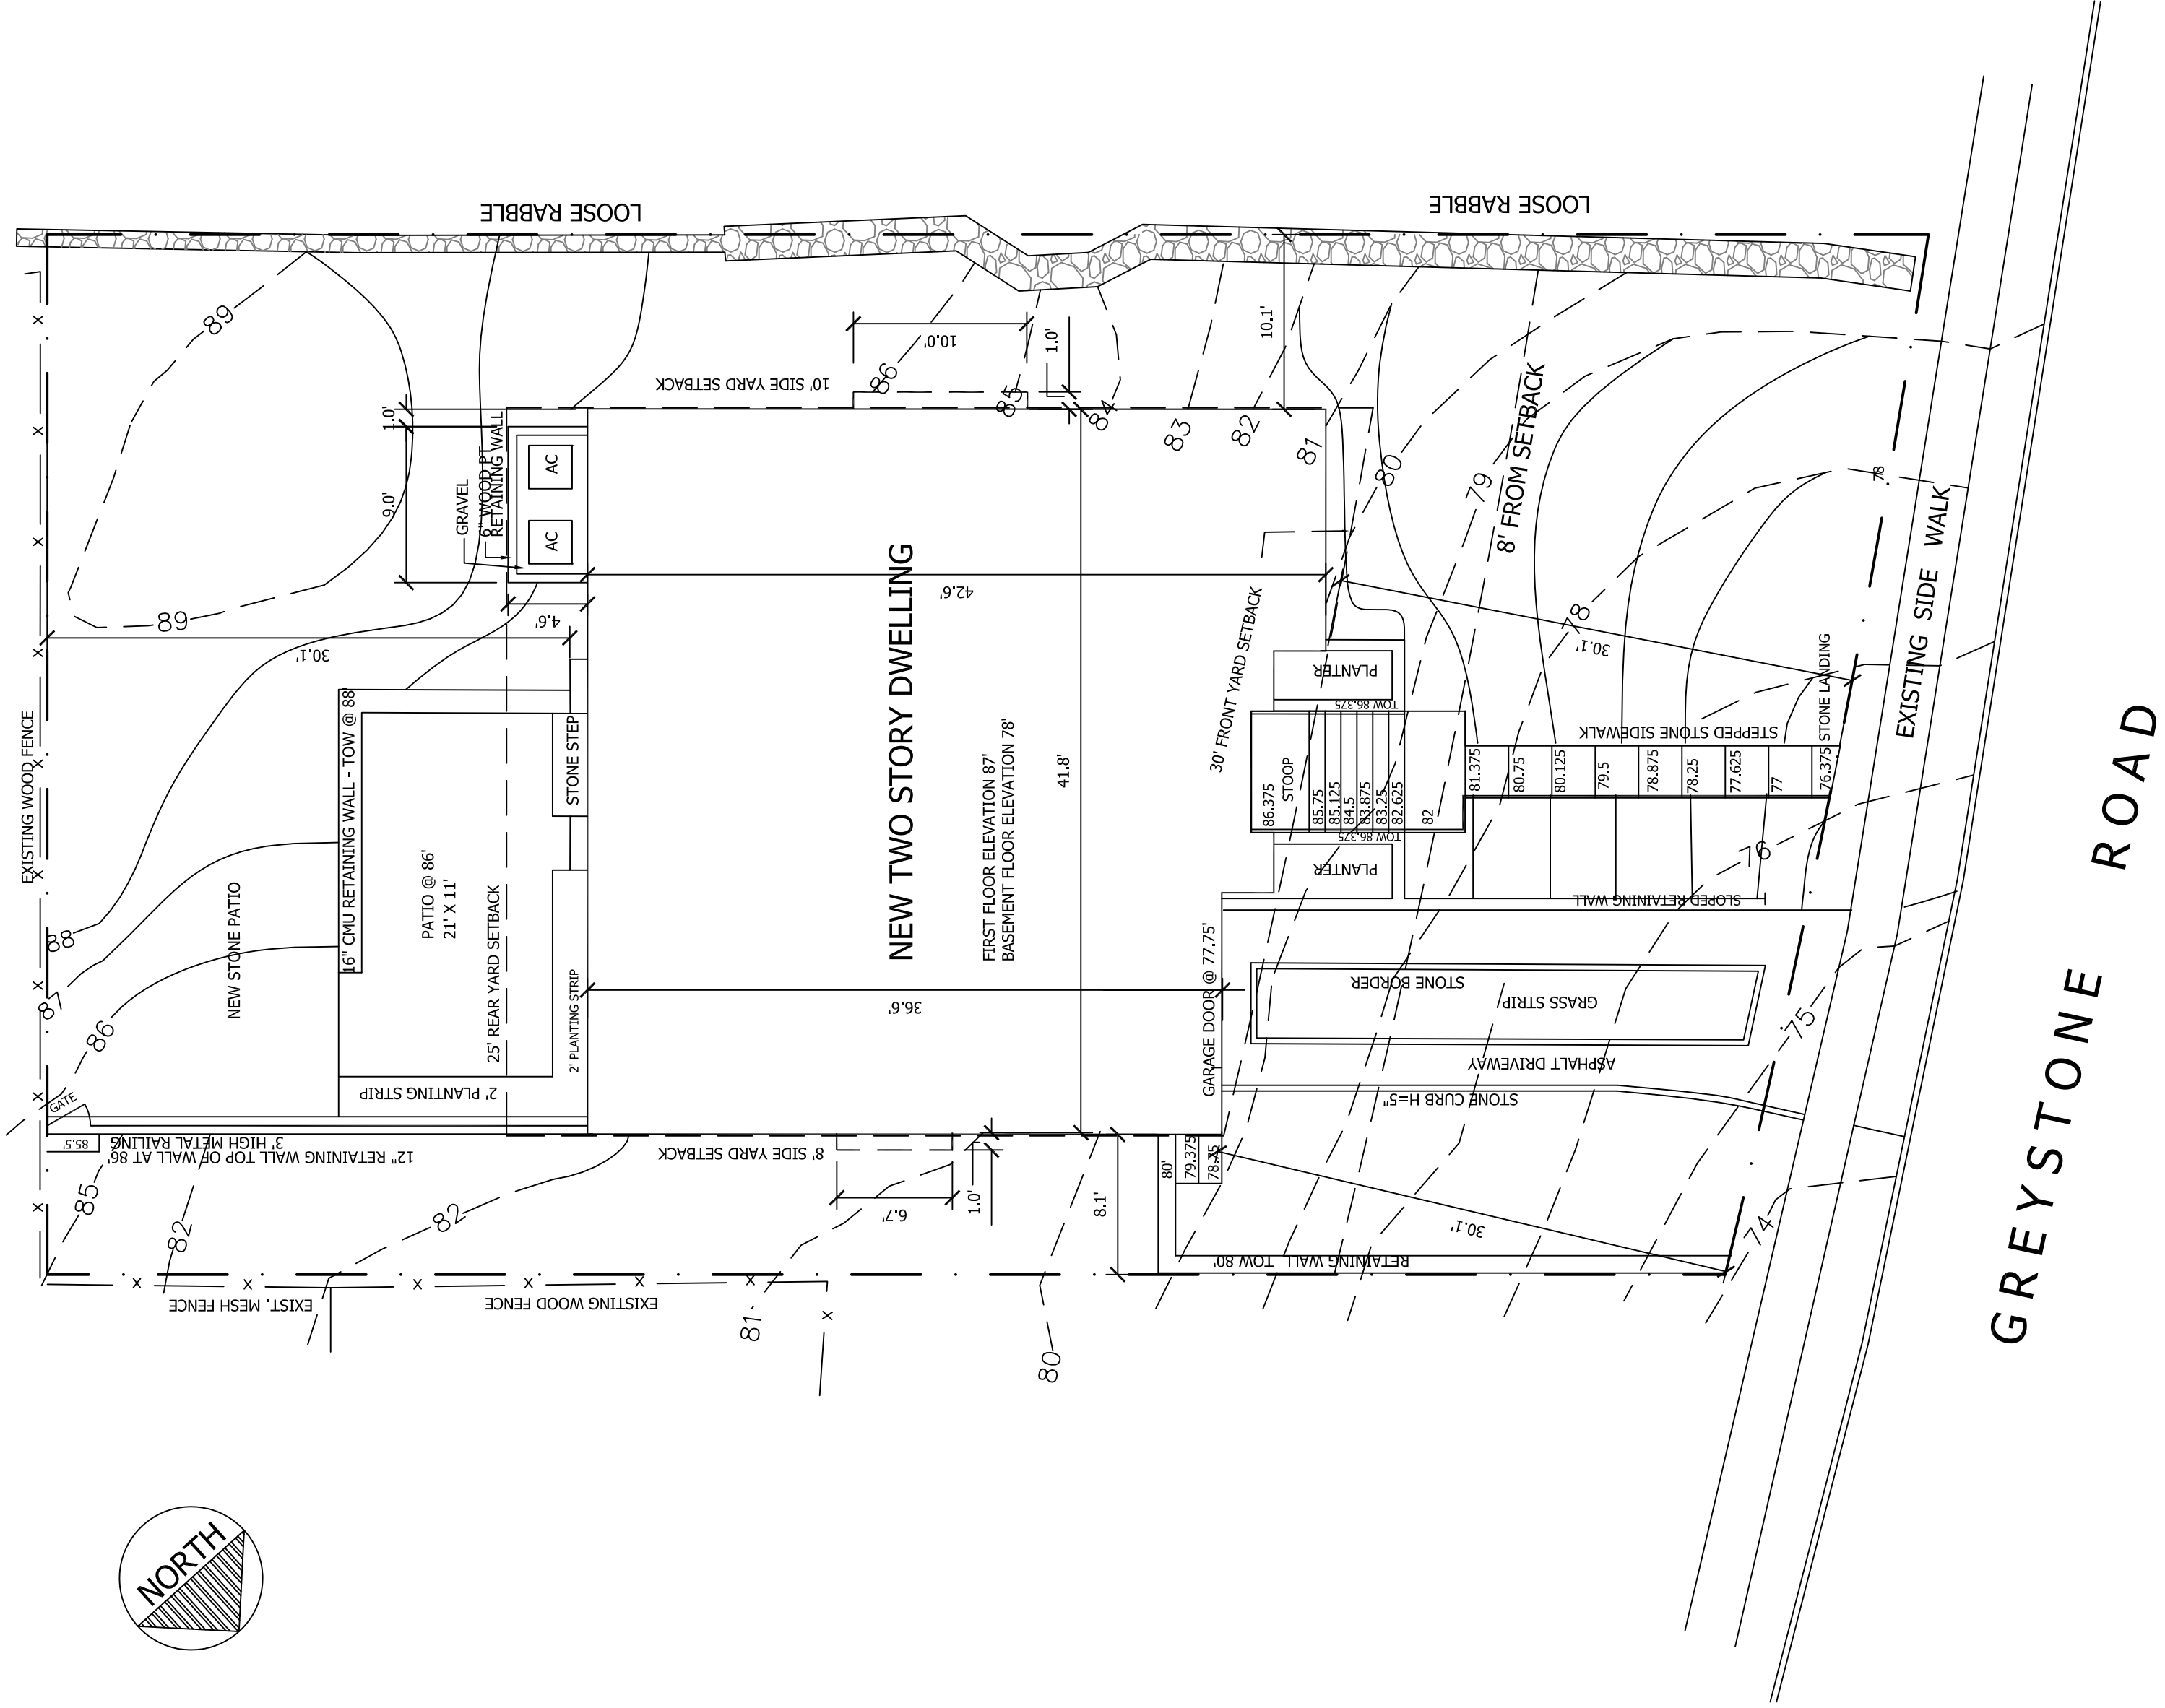 LOOSE RABBLE
LOOSE RABBLE
89
10.0'
1.0'
10.1'
10' SIDE YARD SETBACK
86
85
84
83
82
81
80
79
8' FROM SETBACK
78
EXISTING SIDE WALK
1.0'
9.0'
GRAVEL
6" WOOD PT
RETAINING WALL
AC
AC
4.6'
89
30.1'
42.6'
NEW TWO STORY DWELLING
FIRST FLOOR ELEVATION 87'
BASEMENT FLOOR ELEVATION 78'
41.8'
36.6'
30' FRONT YARD SETBACK
78
30.1'
PLANTER
TOW 86.375
STOOP
86.375
85.75
85.125
84.5
83.875
83.25
82.625
82
TOW 86.375
PLANTER
STEPPED STONE SIDEWALK
STONE LANDING
81.375
80.75
80.125
79.5
78.875
78.25
77.625
77
76.375
76
SLOPED RETAINING WALL
EXISTING WOOD FENCE
16" CMU RETAINING WALL - TOW @ 88'
STONE STEP
PATIO @ 86'
21' X 11'
NEW STONE PATIO
25' REAR YARD SETBACK
2' PLANTING STRIP
2' PLANTING STRIP
88
87
86
GATE
85.5'
3' HIGH METAL RAILING
12" RETAINING WALL TOP OF WALL AT 86'
85
82
82
8' SIDE YARD SETBACK
6.7'
1.0'
8.1'
GARAGE DOOR @ 77.75'
STONE BORDER
GRASS STRIP
ASPHALT DRIVEWAY
STONE CURB H=5"
75
80'
79.375
30.1'
RETAINING WALL TOW 80'
74
EXIST. MESH FENCE
EXISTING WOOD FENCE
81
80
GREYSTONE ROAD
NORTH